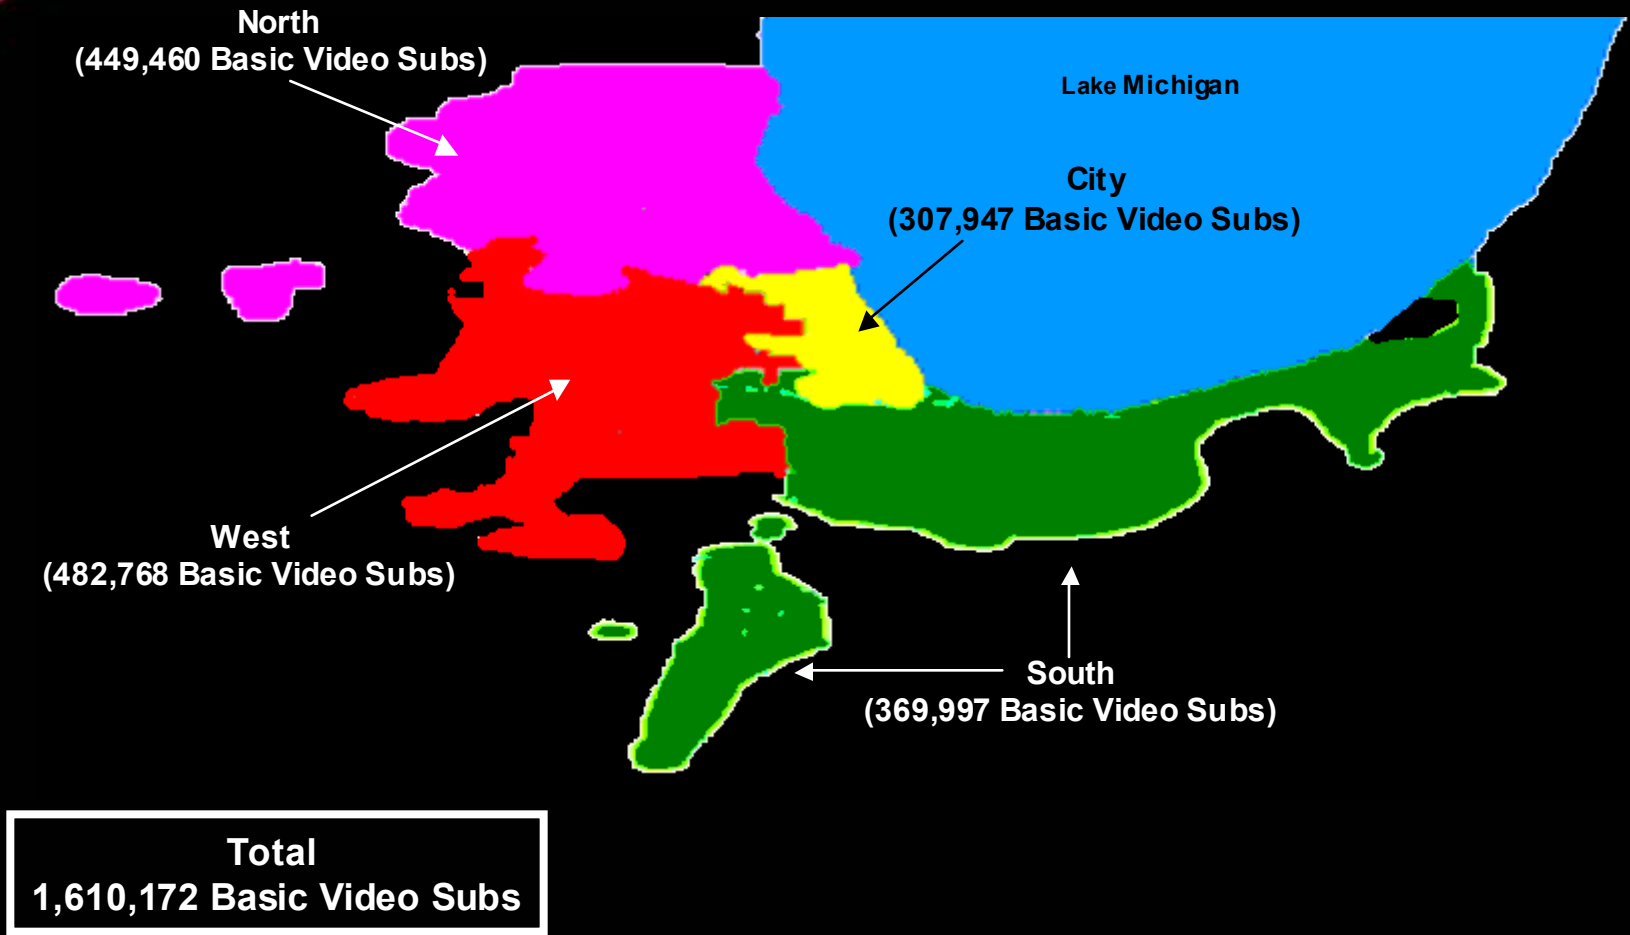 North
(449,460 Basic Video Subs)
Lake Michigan
City
(307,947 Basic Video Subs)
West
(482,768 Basic Video Subs)
South
(369,997 Basic Video Subs)
Total
1,610,172 Basic Video Subs